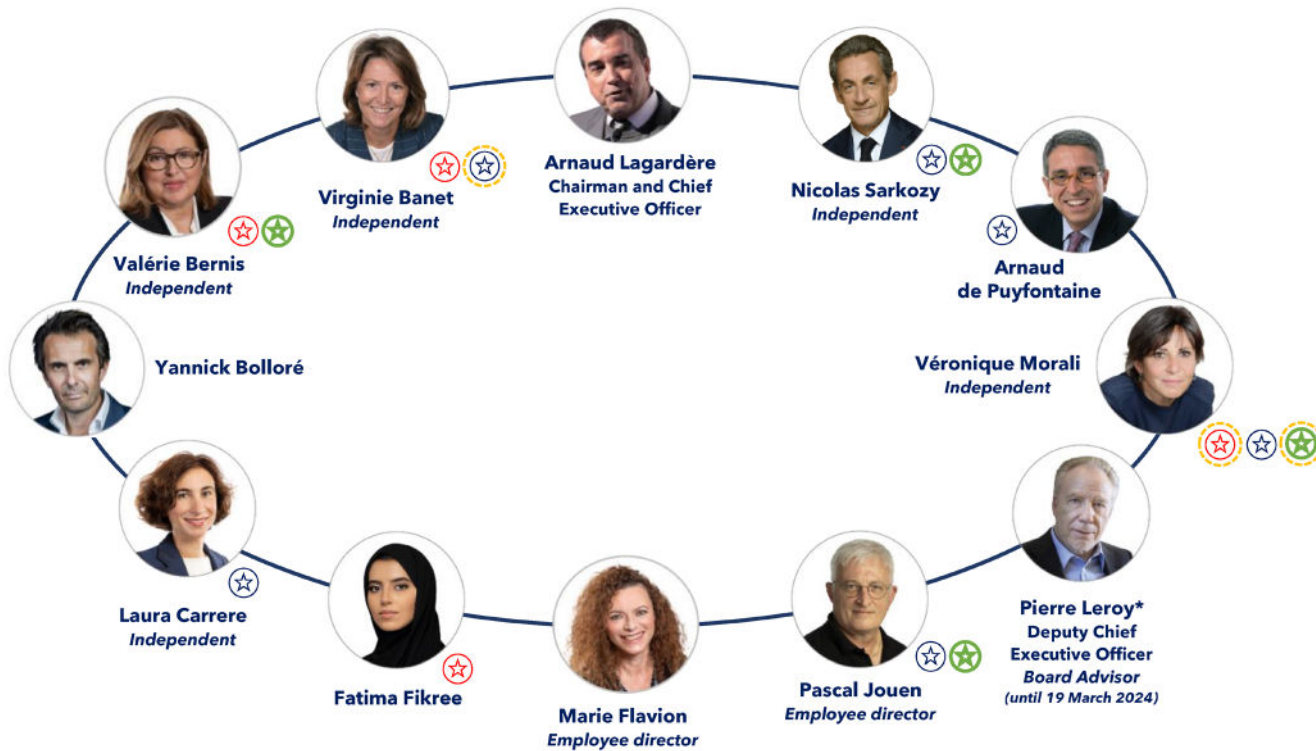 Arnaud Lagardère
Chairman and Chief
Executive Officer
Virginie Banet
Independent
Nicolas Sarkozy
Independent
Valérie Bernis
Independent
Arnaud
de Puyfontaine
Yannick Bolloré
Véronique Morali
Independent
Laura Carrere
Independent
Fatima Fikree
Marie Flavion
Employee director
Pascal Jouen
Employee director
Pierre Leroy*
Deputy Chief
Executive Officer
Board Advisor
(until 19 March 2024)